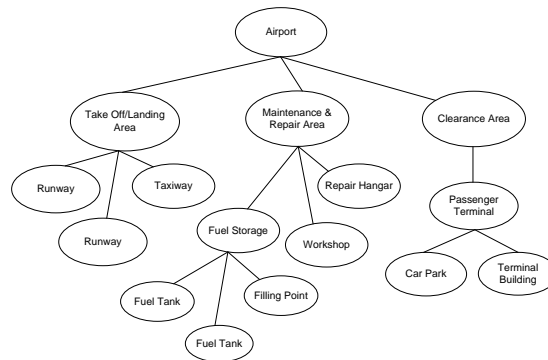 Airport
Take Off/Landing
Area
Maintenance &
Repair Area
Clearance Area
Runway
Taxiway
Repair Hangar
Passenger
Terminal
Runway
Fuel Storage
Workshop
Car Park
Terminal
Building
Fuel Tank
Filling Point
Fuel Tank